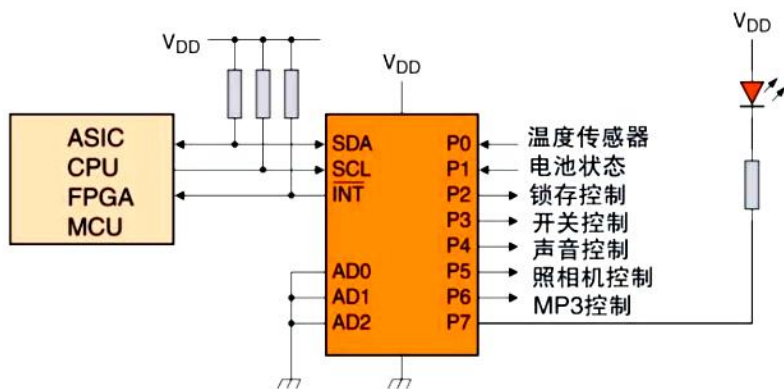 VDD
VDD
VDD
ASIC
CPU
FPGA
MCU
SDA
SCL
INT
AD0
AD1
AD2
P0
P1
P2
P3
P4
P5
P6
P7
温度传感器
电池状态
锁存控制
开关控制
声音控制
照相机控制
MP3控制